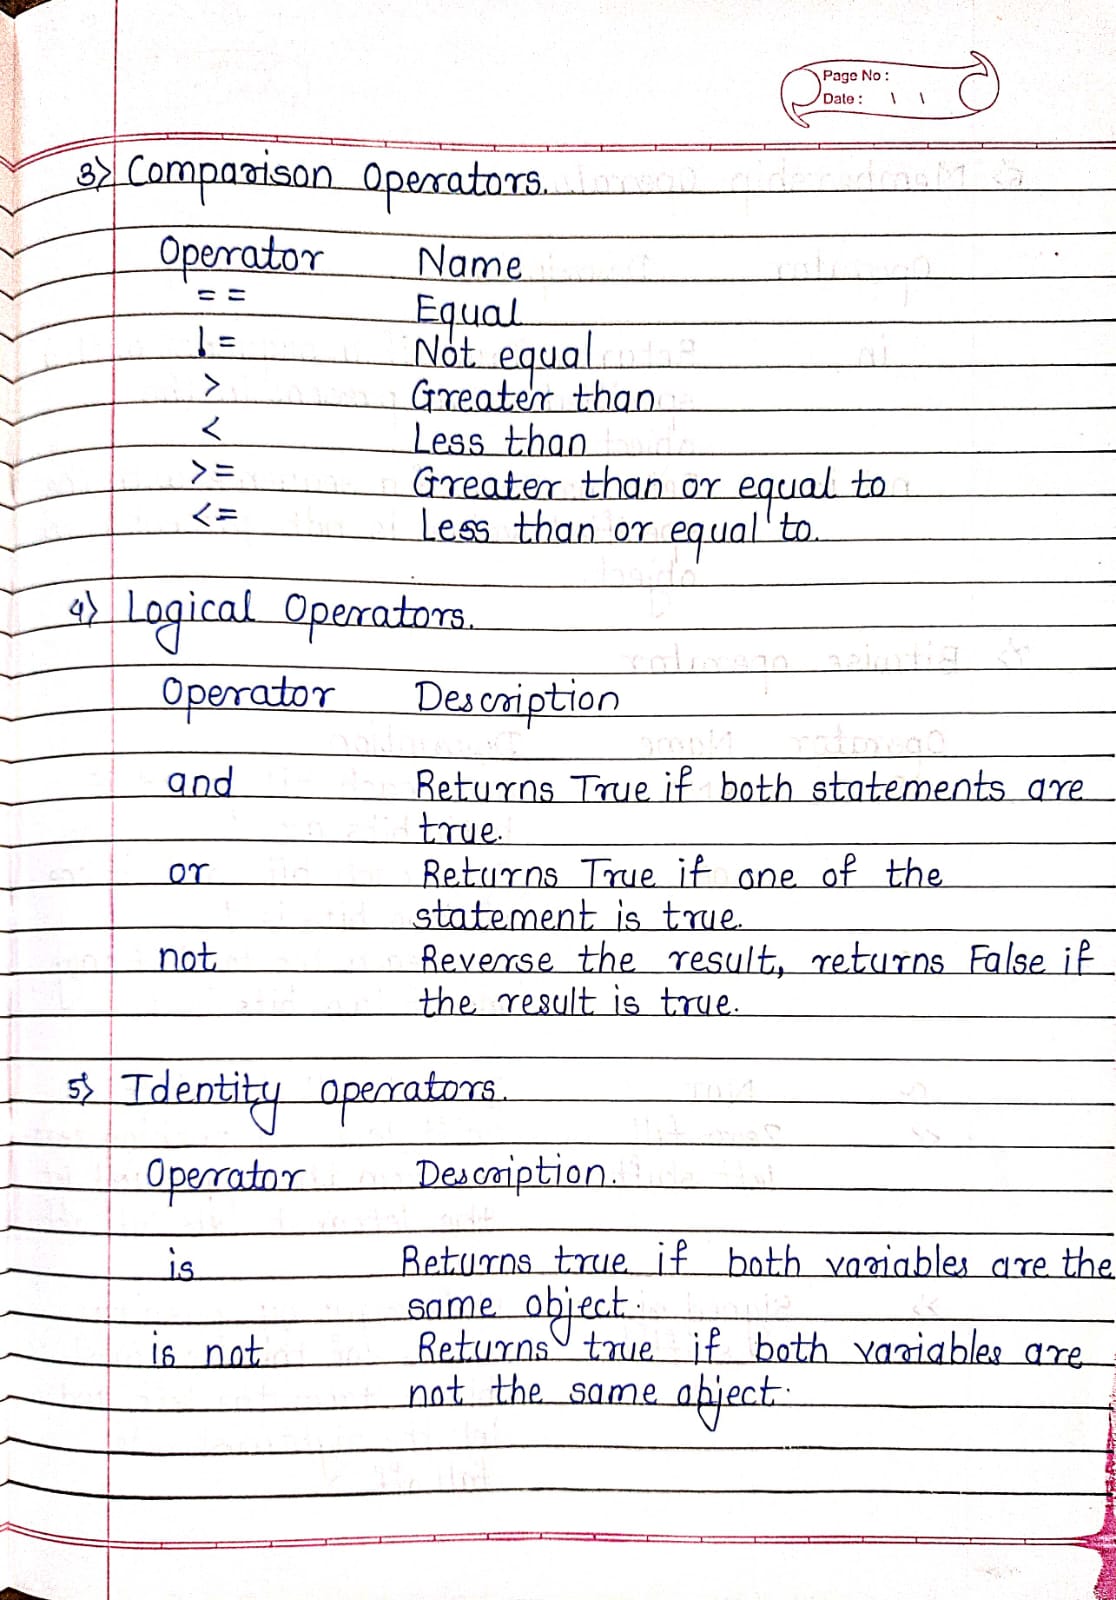 Page No :
Date : \ \
3) Comparison Operators.
Operator Name
== Equal
!= Not equal
> Greater than
< Less than
>= Greater than or equal to
<= Less than or equal to.
4) Logical Operators.
Operator Description
and Returns True if both statements are
true.
or Returns True if one of the
statement is true.
not Reverse the result, returns False if
the result is true.
5) Identity operators.
Operator Description.
is Returns true if both variables are the
same object.
is not Returns true if both variables are
not the same object.